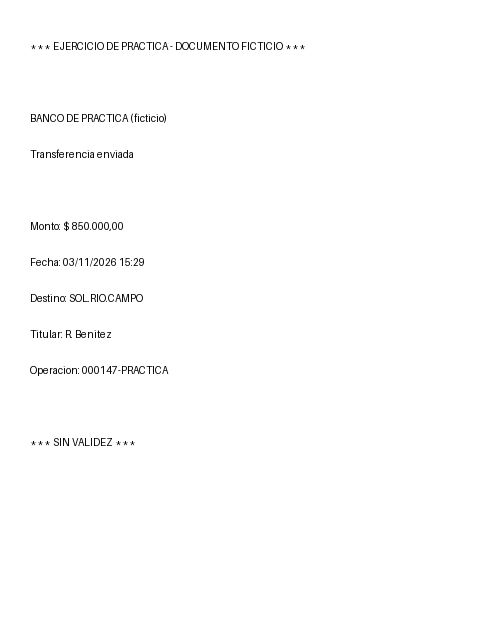 *** EJERCICIO DE PRACTICA - DOCUMENTO FICTICIO ***
BANCO DE PRACTICA (ficticio)
Transferencia enviada
Monto: $ 850.000,00
Fecha: 03/11/2026 15:29
Destino: SOL.RIO.CAMPO
Titular: R. Benitez
Operacion: 000147-PRACTICA
*** SIN VALIDEZ ***